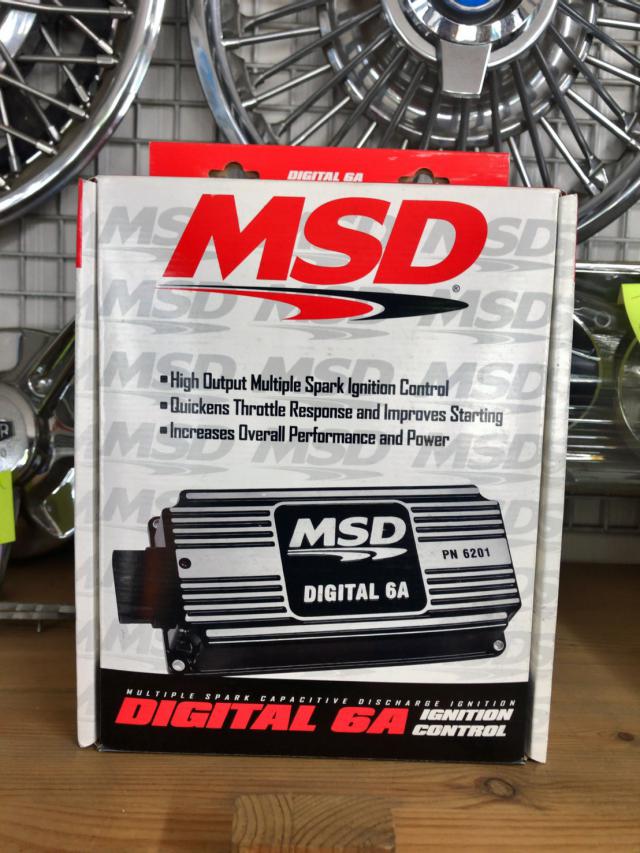 DIGITAL 6A
MSD®
▪ High Output Multiple Spark Ignition Control
▪ Quickens Throttle Response and Improves Starting
▪ Increases Overall Performance and Power
MSD
PN 6201
DIGITAL 6A
MULTIPLE SPARK CAPACITIVE DISCHARGE IGNITION
DIGITAL 6A IGNITION
CONTROL